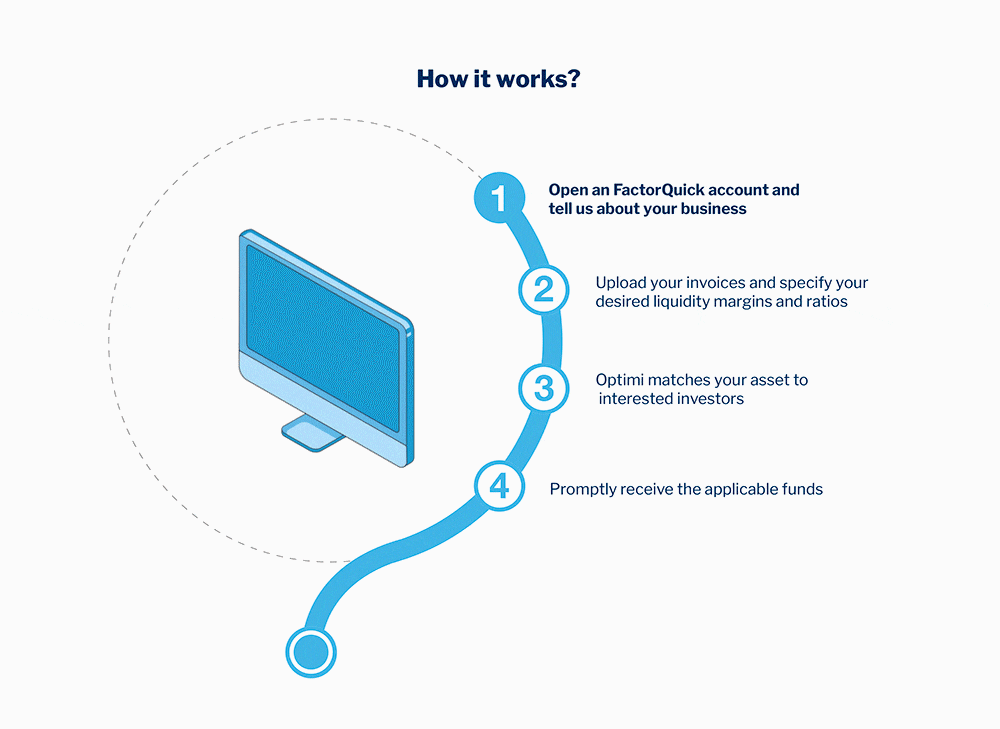 How it works?
1
Open an FactorQuick account and
tell us about your business
2
Upload your invoices and specify your
desired liquidity margins and ratios
3
Optimi matches your asset to
interested investors
4
Promptly receive the applicable funds